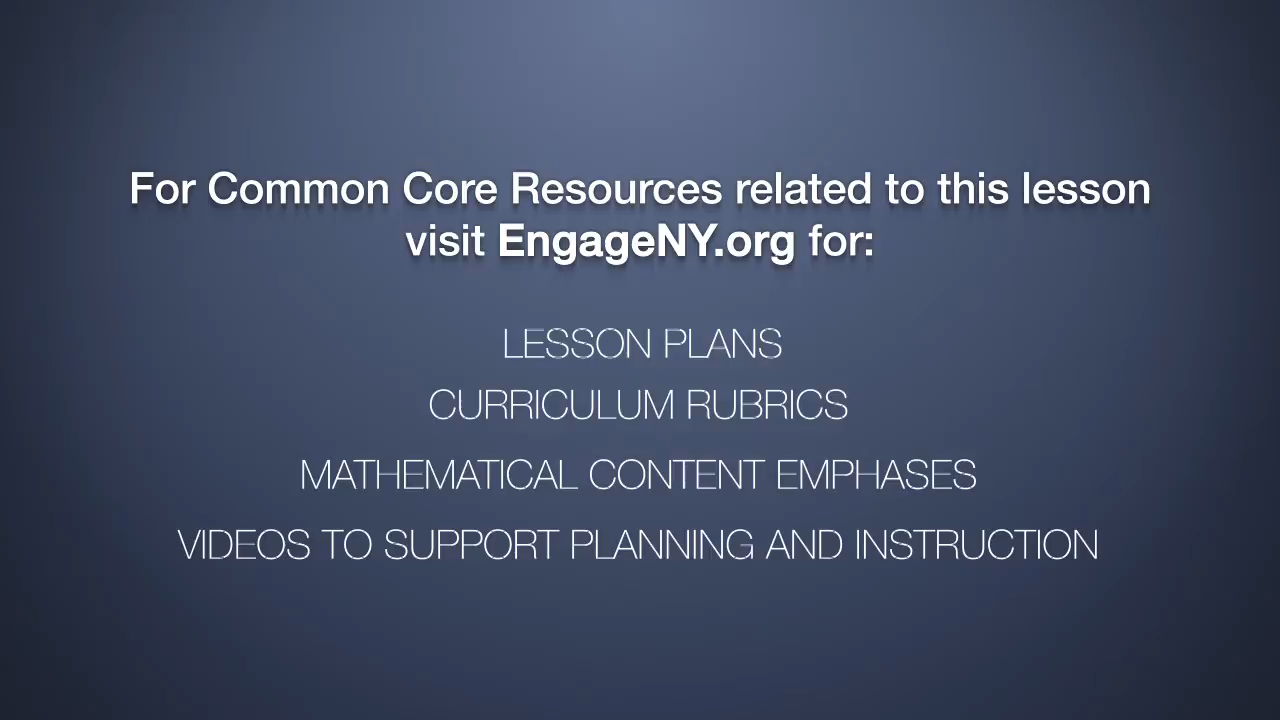 For Common Core Resources related to this lesson
visit EngageNY.org for:
LESSON PLANS
CURRICULUM RUBRICS
MATHEMATICAL CONTENT EMPHASES
VIDEOS TO SUPPORT PLANNING AND INSTRUCTION